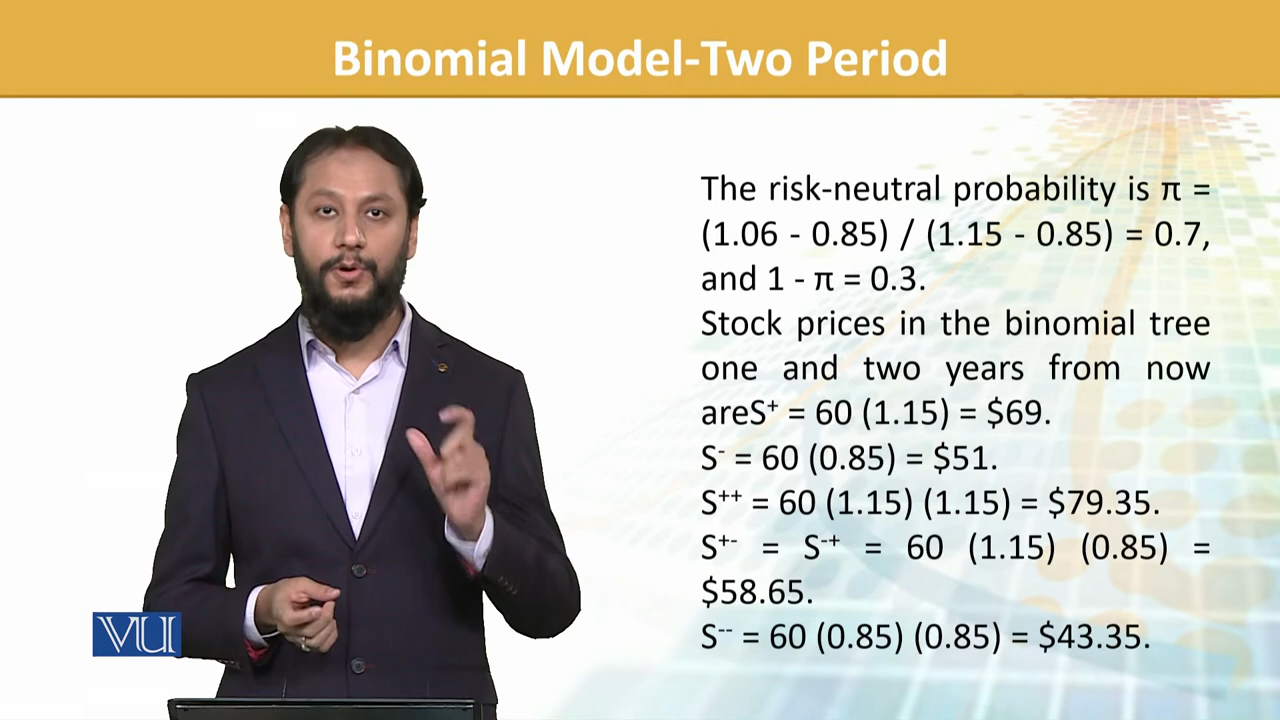 Binomial Model-Two Period
The risk-neutral probability is π =
(1.06 - 0.85) / (1.15 - 0.85) = 0.7,
and 1 - π = 0.3.
Stock prices in the binomial tree
one and two years from now
areS⁺ = 60 (1.15) = $69.
S⁻ = 60 (0.85) = $51.
S⁺⁺ = 60 (1.15) (1.15) = $79.35.
S⁺⁻ = S⁻⁺ = 60 (1.15) (0.85) =
$58.65.
S⁻⁻ = 60 (0.85) (0.85) = $43.35.
VU